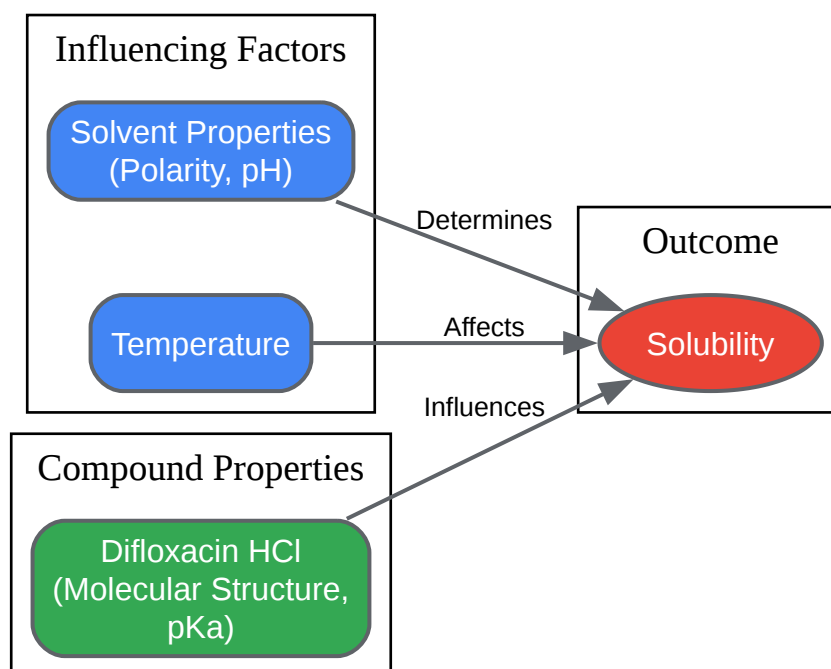 Influencing Factors
Solvent Properties
(Polarity, pH)
Determines
Outcome
Temperature
Affects
Solubility
Influences
Compound Properties
Difloxacin HCl
(Molecular Structure,
pKa)